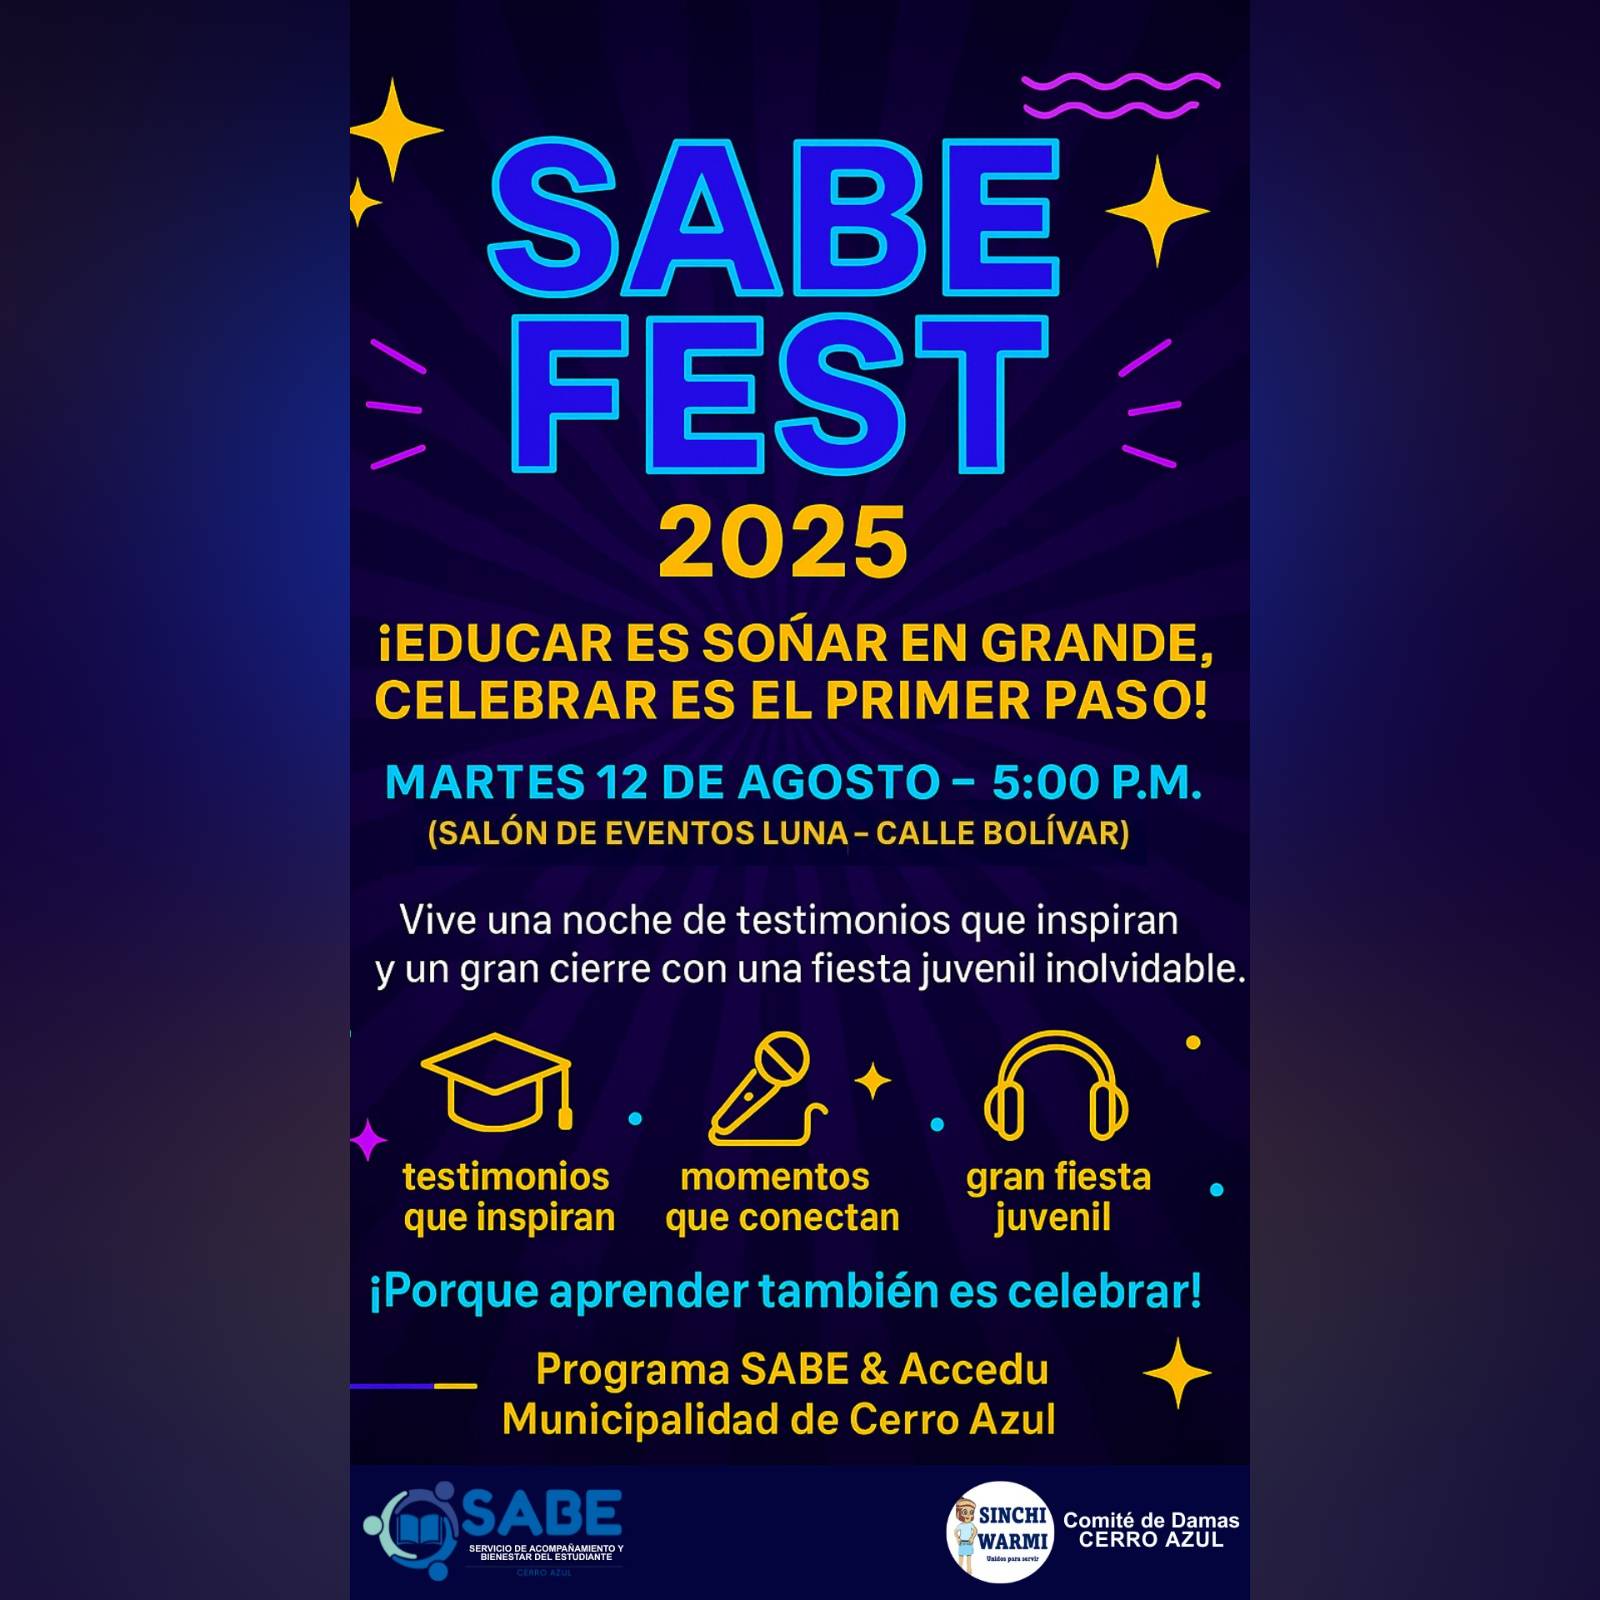 SABE
FEST
2025
¡EDUCAR ES SOÑAR EN GRANDE,
CELEBRAR ES EL PRIMER PASO!
MARTES 12 DE AGOSTO – 5:00 P.M.
(SALÓN DE EVENTOS LUNA – CALLE BOLÍVAR)
Vive una noche de testimonios que inspiran
y un gran cierre con una fiesta juvenil inolvidable.
testimonios
que inspiran
momentos
que conectan
gran fiesta
juvenil
¡Porque aprender también es celebrar!
Programa SABE & Accedu
Municipalidad de Cerro Azul
SABE
SERVICIO DE ACOMPAÑAMIENTO Y
BIENESTAR DEL ESTUDIANTE
CERRO AZUL
SINCHI
WARMI
Unidos para servir
Comité de Damas
CERRO AZUL